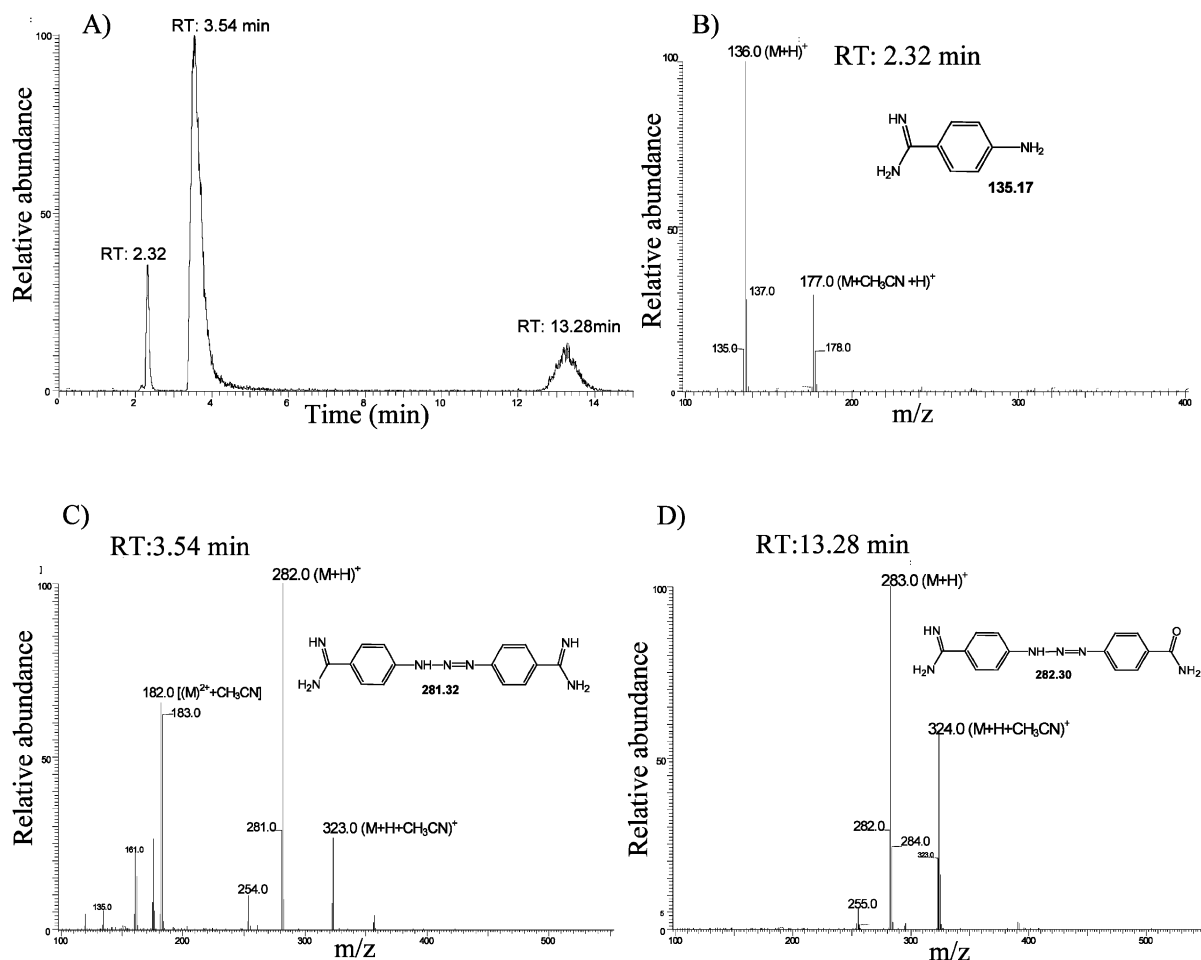 A)
RT: 3.54 min
100
Relative abundance
50
RT: 2.32
RT: 13.28min
0
0 2 4 6 8 10 12 14
Time (min)
B)
RT: 2.32 min
136.0 (M+H)⁺
100
HN
H₂N
NH₂
135.17
Relative abundance
50
177.0 (M+CH₃CN +H)⁺
137.0
135.0
178.0
0
100 200 300 400
m/z
C)
RT:3.54 min
282.0 (M+H)⁺
100
HN
H₂N
NH—N=N
NH
NH₂
281.32
182.0 [(M)²⁺+CH₃CN]
183.0
Relative abundance
50
281.0
323.0 (M+H+CH₃CN)⁺
161.0
254.0
135.0
0
100 200 300 400 500
m/z
D)
RT:13.28 min
283.0 (M+H)⁺
100
HN
H₂N
NH—N=N
O
NH₂
282.30
324.0 (M+H+CH₃CN)⁺
Relative abundance
50
282.0
284.0
323.0
255.0
5
0
100 200 300 400 500
m/z